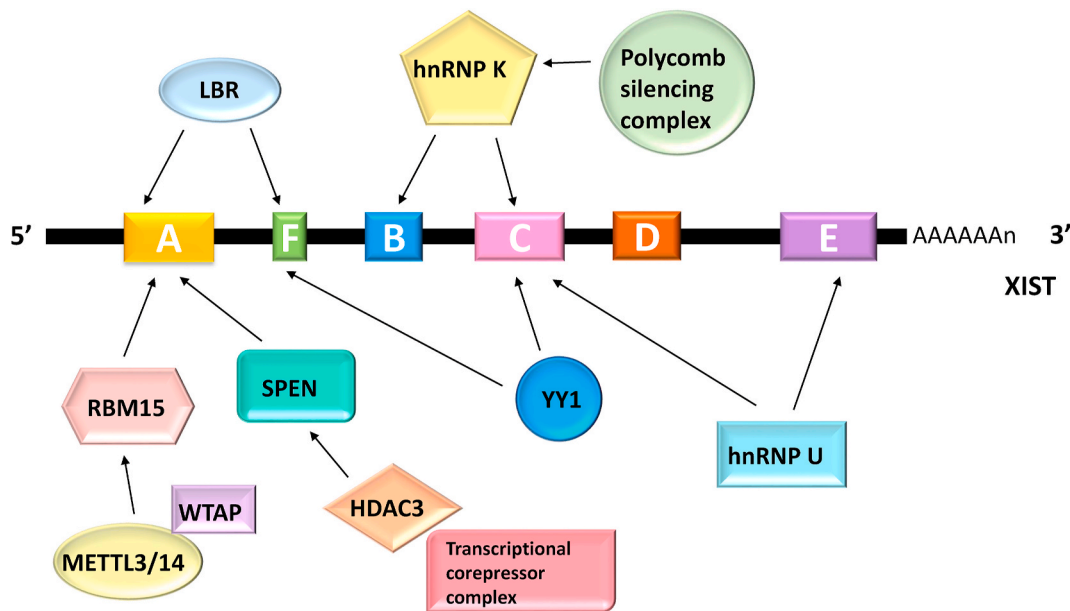 LBR
hnRNP K
Polycomb
silencing
complex
5’ A F B C D E AAAAAAn 3’
XIST
RBM15
SPEN
YY1
hnRNP U
WTAP
METTL3/14
HDAC3
Transcriptional
corepressor
complex